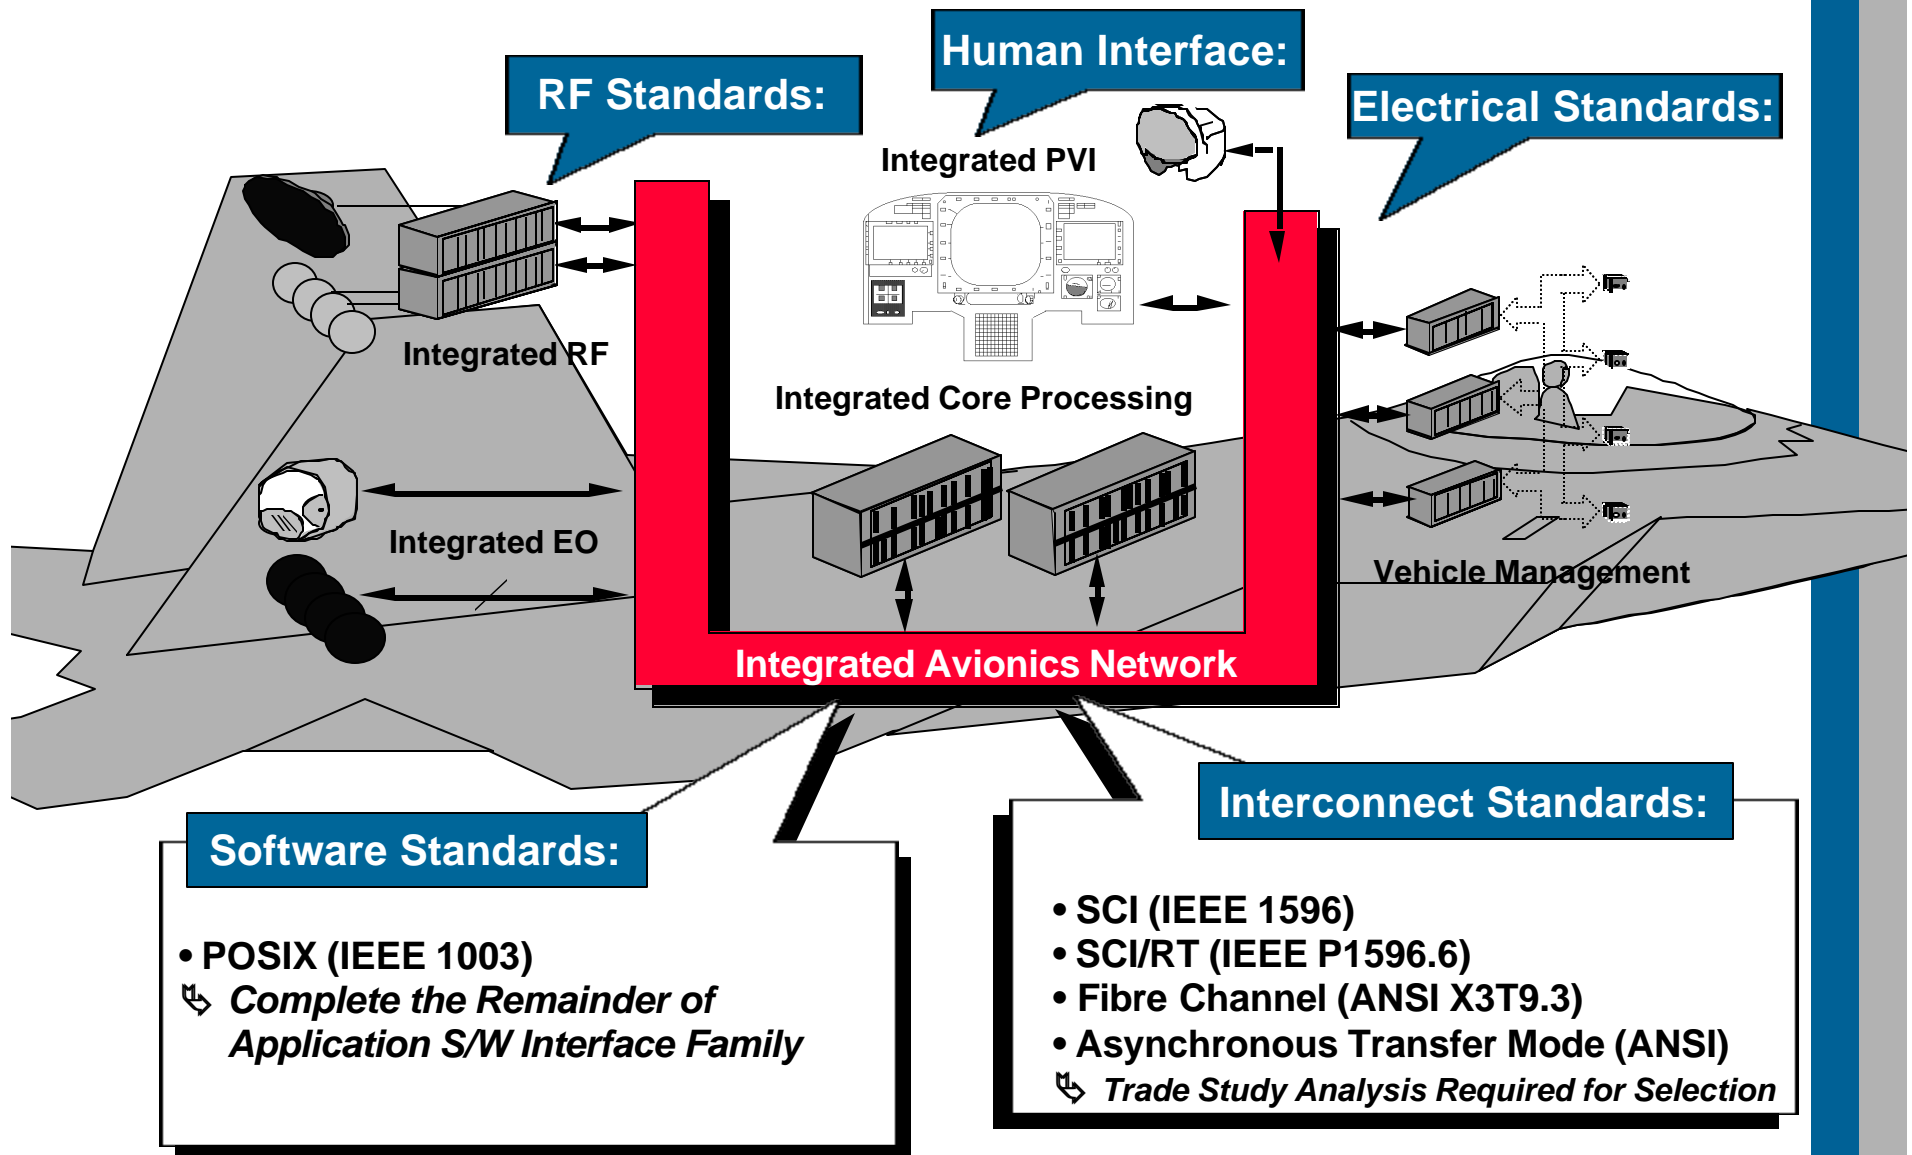 Human Interface:
RF Standards:
Electrical Standards:
Integrated PVI
Integrated RF
Integrated Core Processing
Integrated EO
Vehicle Management
Integrated Avionics Network
Software Standards:
• POSIX (IEEE 1003)
Complete the Remainder of
Application S/W Interface Family
Interconnect Standards:
• SCI (IEEE 1596)
• SCI/RT (IEEE P1596.6)
• Fibre Channel (ANSI X3T9.3)
• Asynchronous Transfer Mode (ANSI)
Trade Study Analysis Required for Selection